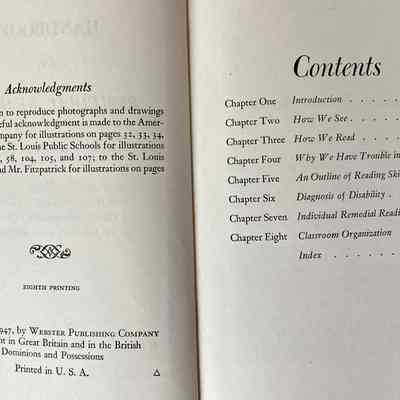 Acknowledgments
n to reproduce photographs and drawings
eful acknowledgment is made to the Amer-
ompany for illustrations on pages 32, 33, 34,
he St. Louis Public Schools for illustrations
, 58, 104, 105, and 107; to the St. Louis
nd Mr. Fitzpatrick for illustrations on pages
EIGHTH PRINTING
947, by WEBSTER PUBLISHING COMPANY
nt in Great Britain and in the British
Dominions and Possessions
Printed in U. S. A.
Contents
Chapter One Introduction . . . . .
Chapter Two How We See . . . . .
Chapter Three How We Read . . . .
Chapter Four Why We Have Trouble in
Chapter Five An Outline of Reading Ski
Chapter Six Diagnosis of Disability .
Chapter Seven Individual Remedial Readi
Chapter Eight Classroom Organization
Index . . . . . .